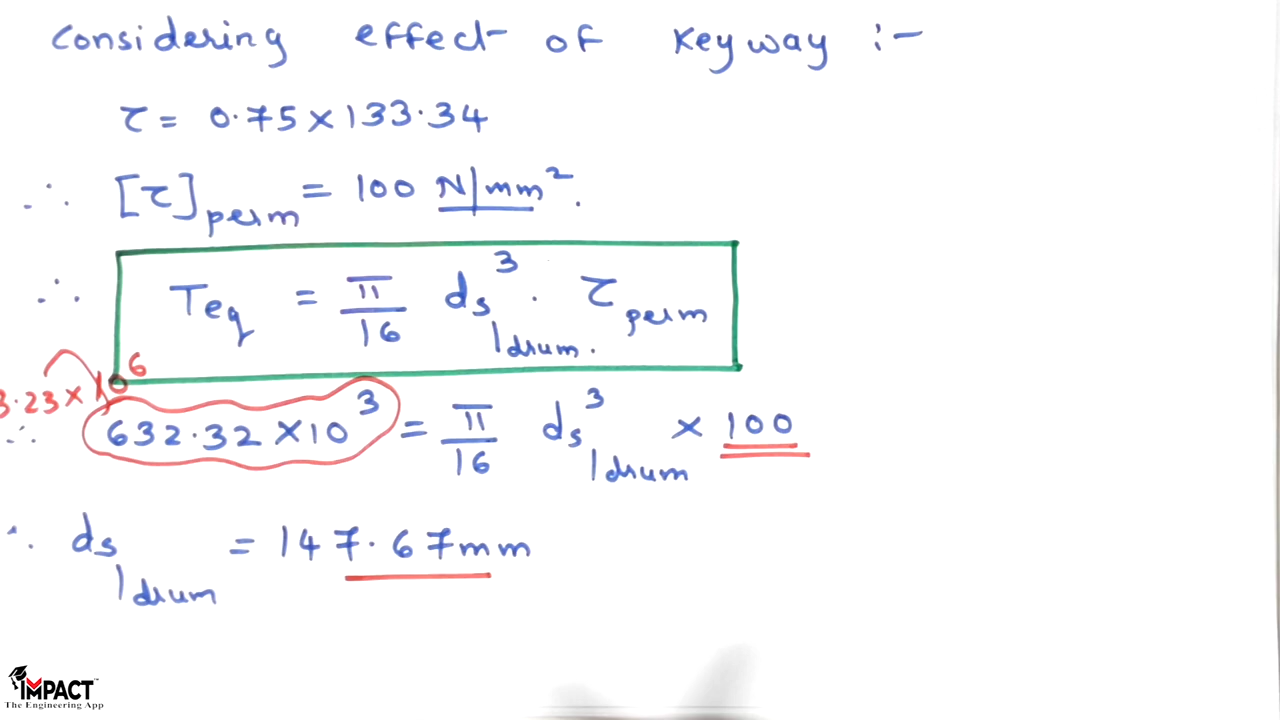 Considering effect of Keyway :-
τ = 0.75 × 133.34
∴ [τ]perm = 100 N/mm².
∴ Teq = π/16 ds³/drum . τperm
3.23 × 10⁶
∴ 632.32 × 10³ = π/16 ds³/drum × 100
∴ ds/drum = 147.67mm
IMPACT
The Engineering App